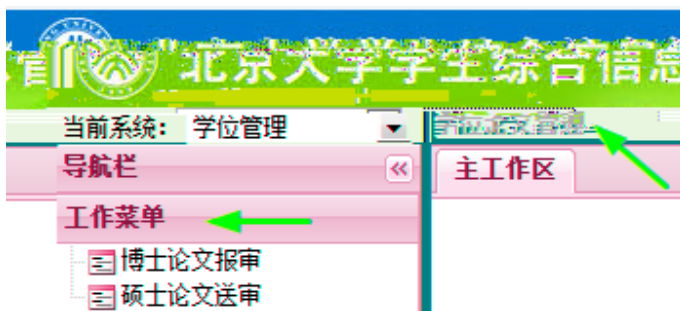 北京大学学生综合信息
当前系统： 学位管理
导航栏
主工作区
工作菜单
博士论文报审
硕士论文送审